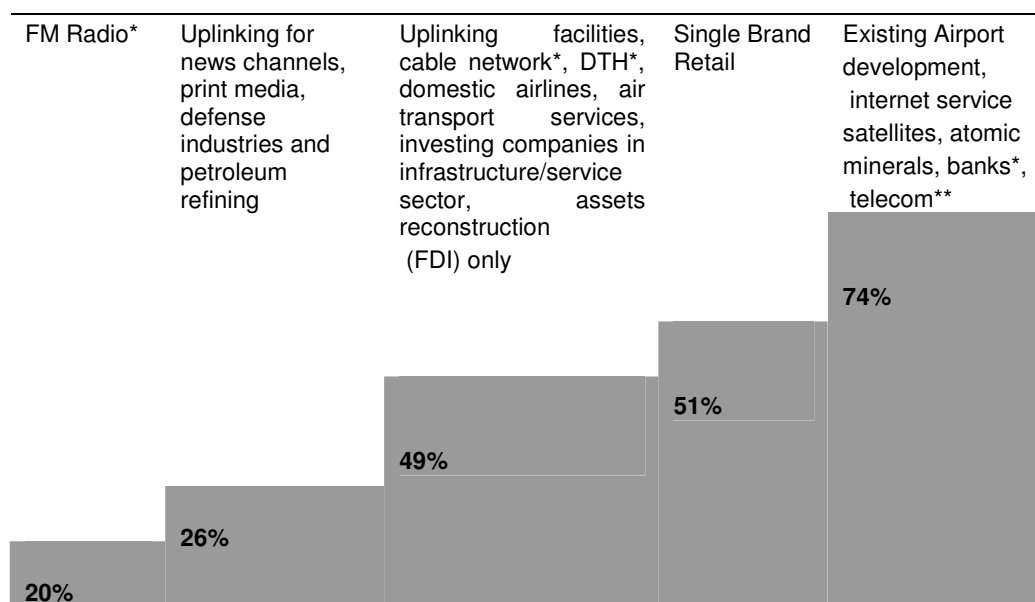 FM Radio*
Uplinking for
news channels,
print media,
defense
industries and
petroleum
refining
Uplinking facilities,
cable network*, DTH*,
domestic airlines, air
transport services,
investing companies in
infrastructure/service
sector, assets
reconstruction
(FDI) only
Single Brand
Retail
Existing Airport
development,
internet service
satellites, atomic
minerals, banks*,
telecom**
74%
51%
49%
26%
20%